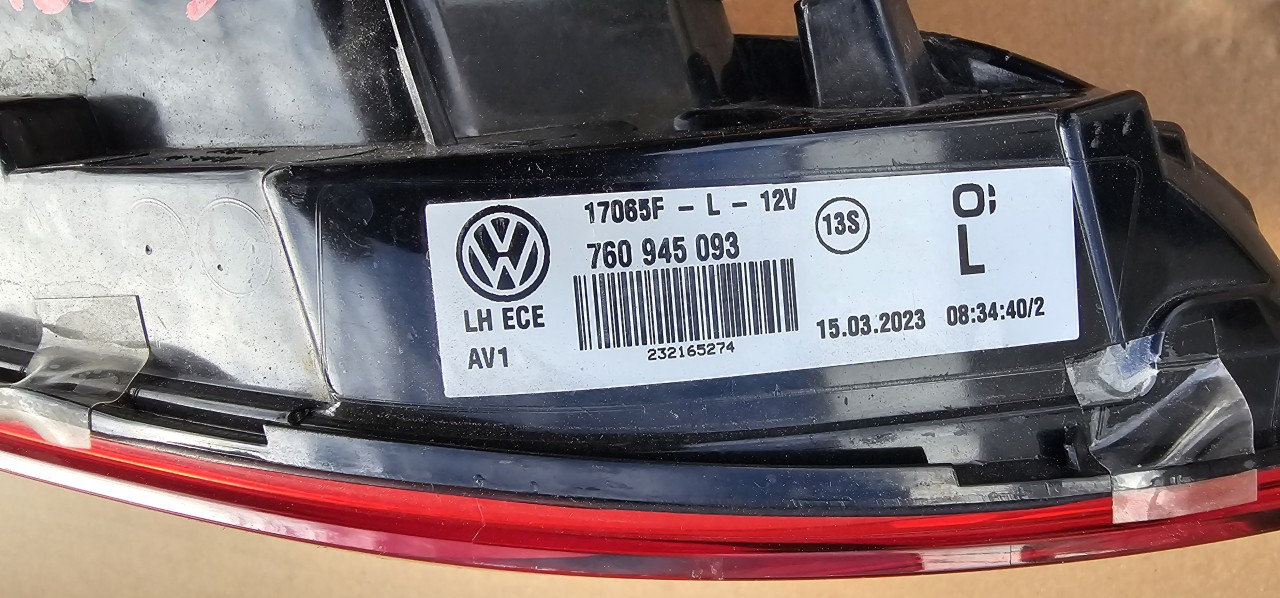 17065F - L - 12V
760 945 093
13S
L
LH ECE
AV1
232165274
15.03.2023 08:34:40/2